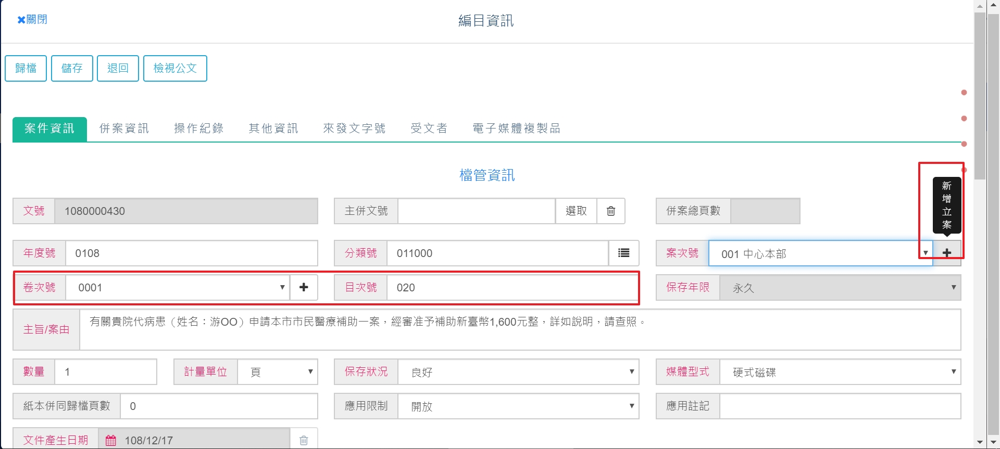 關閉
編目資訊
歸檔 儲存 退回 檢視公文
案件資訊 併案資訊 操作紀錄 其他資訊 來發文字號 受文者 電子媒體複製品
檔管資訊
新增立案
文號 1080000430 主併文號 選取 併案總頁數
年度號 0108 分類號 011000 案次號 001 中心本部
卷次號 0001 目次號 020 保存年限 永久
主旨/案由 有關貴院代病患（姓名：游OO）申請本市市民醫療補助一案，經審准予補助新臺幣1,600元整，詳如說明，請查照。
數量 1 計量單位 頁 保存狀況 良好 媒體型式 硬式磁碟
紙本併同歸檔頁數 0 應用限制 開放 應用註記
文件產生日期 108/12/17